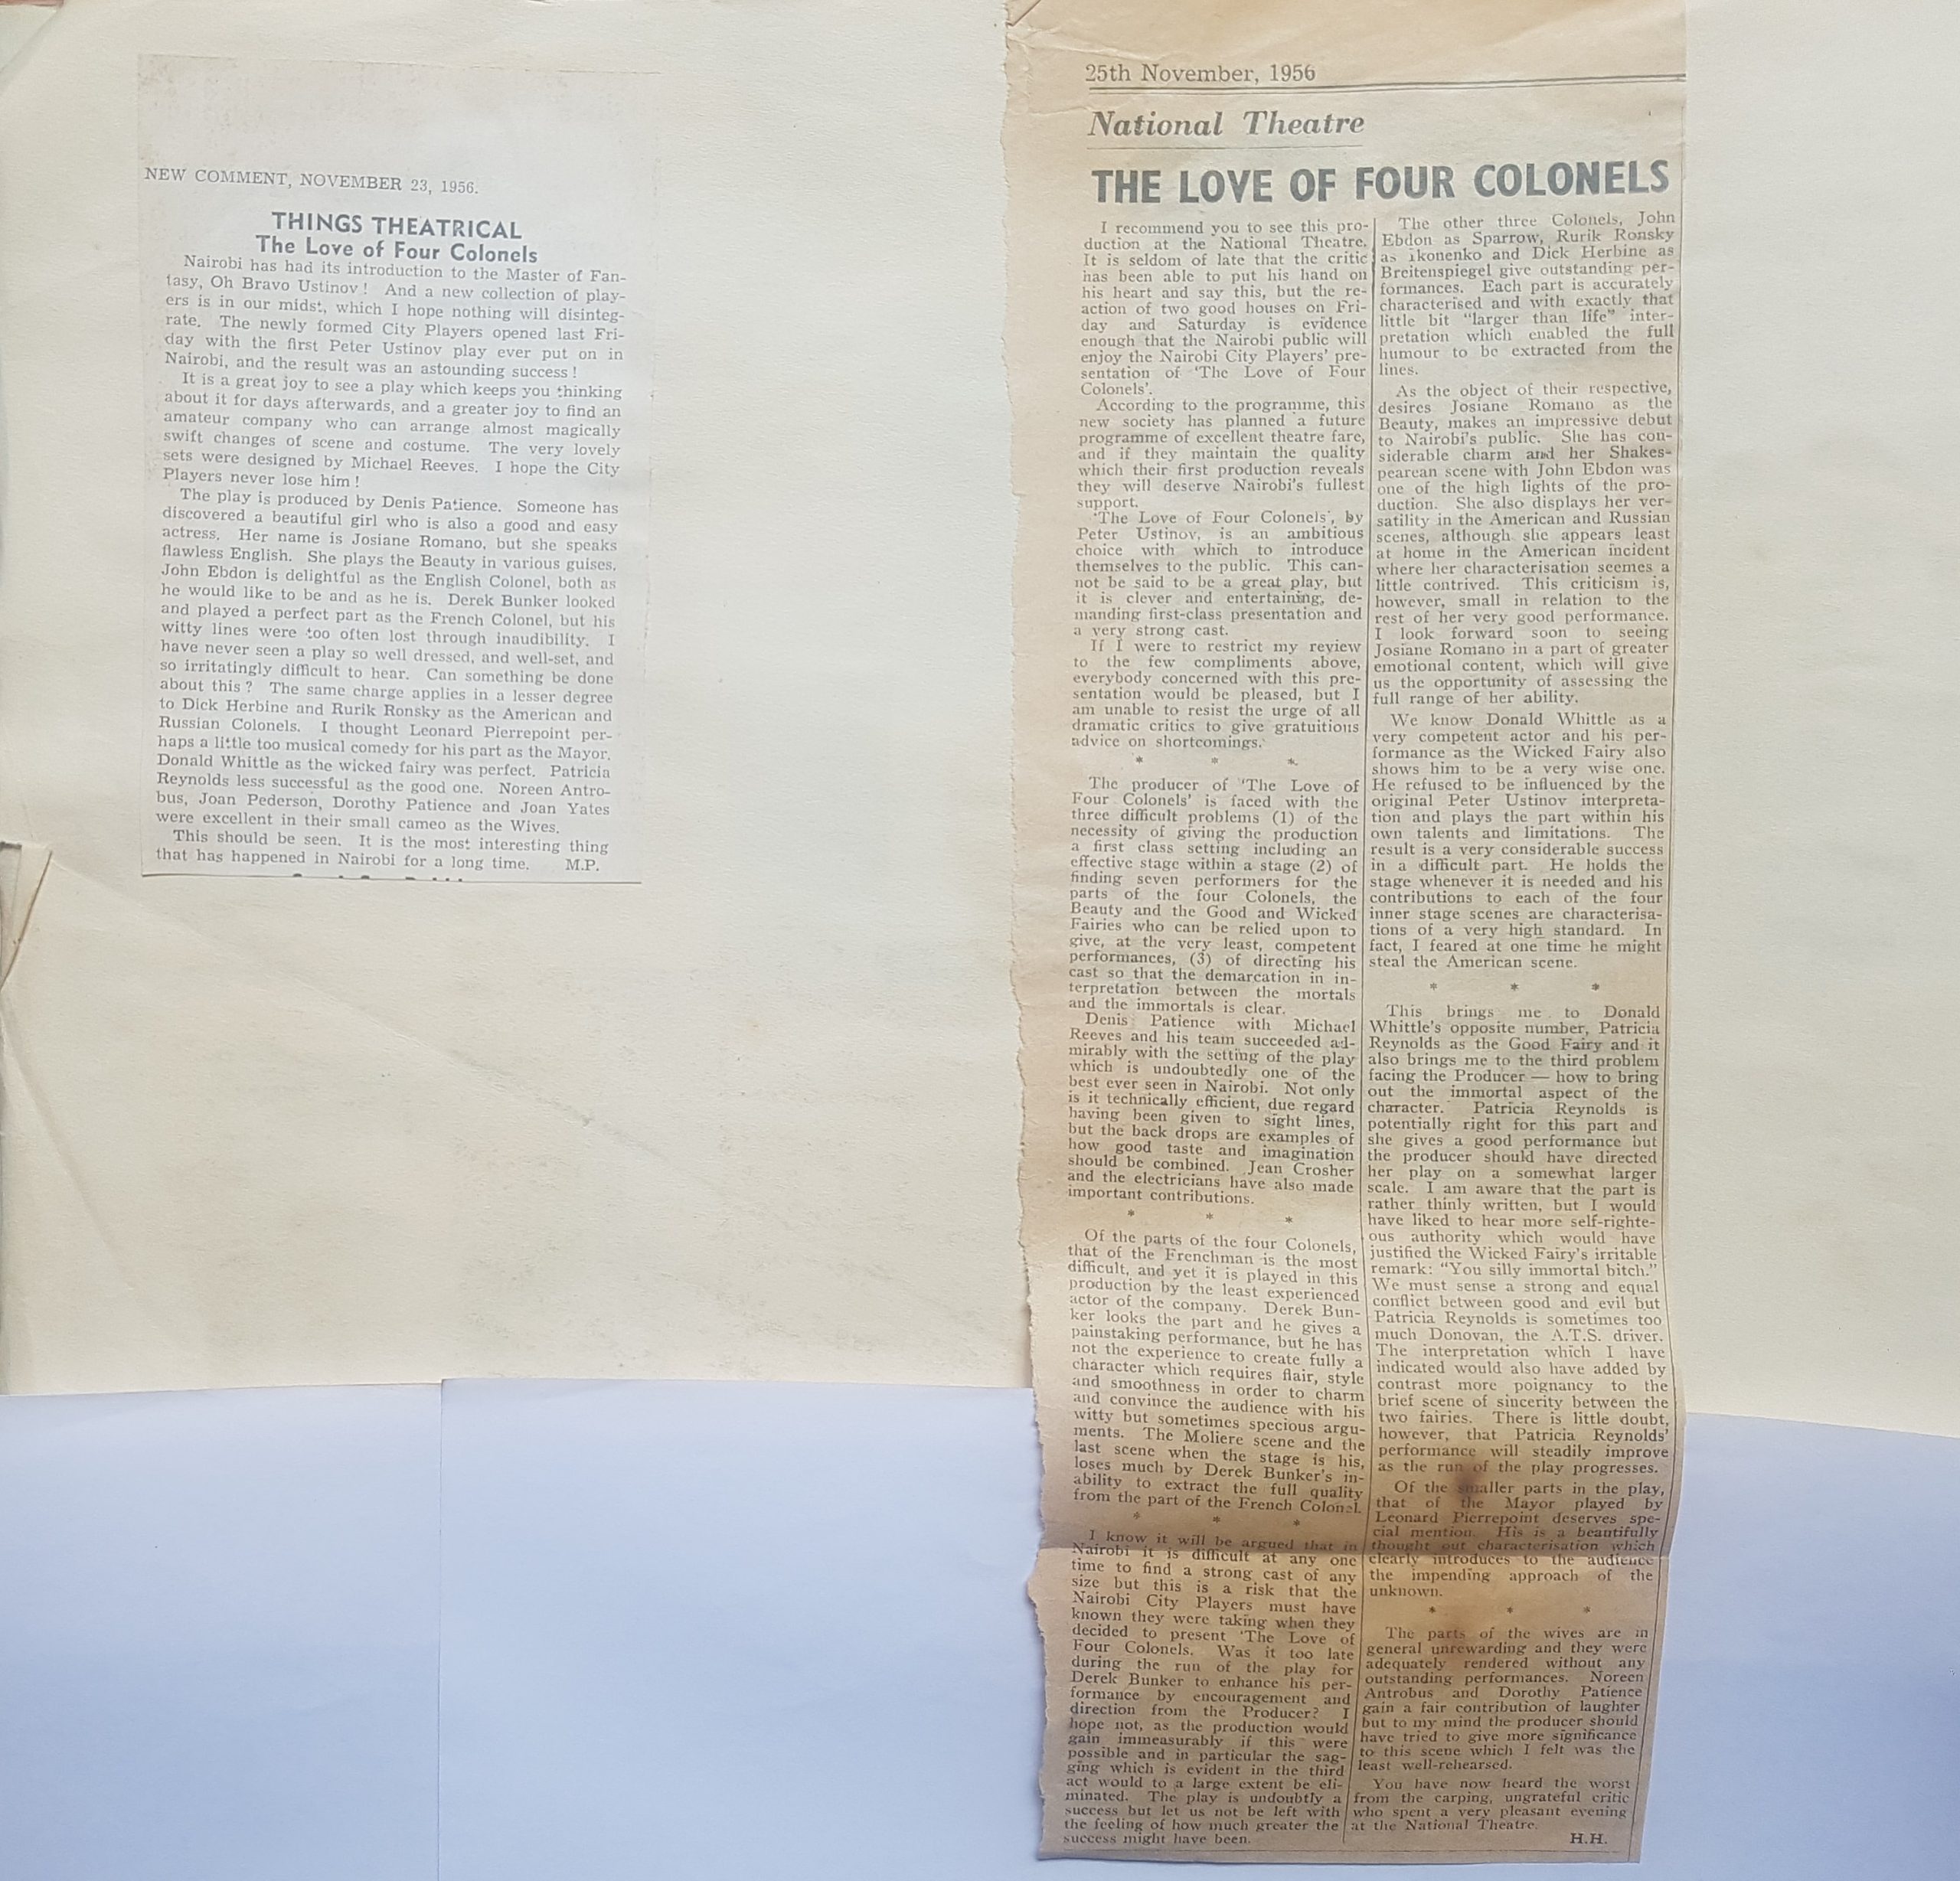 NEW COMMENT, NOVEMBER 23, 1956.
THINGS THEATRICAL
The Love of Four Colonels
Nairobi has had its introduction to the Master of Fan-
tasy, Oh Bravo Ustinov! And a new collection of play-
ers is in our midst, which I hope nothing will disinteg-
rate. The newly formed City Players opened last Fri-
day with the first Peter Ustinov play ever put on in
Nairobi, and the result was an astounding success!
It is a great joy to see a play which keeps you thinking
about it for days afterwards, and a greater joy to find an
amateur company who can arrange almost magically
swift changes of scene and costume. The very lovely
sets were designed by Michael Reeves. I hope the City
Players never lose him!
The play is produced by Denis Patience. Someone has
discovered a beautiful girl who is also a good and easy
actress. Her name is Josiane Romano, but she speaks
flawless English. She plays the Beauty in various guises.
John Ebdon is delightful as the English Colonel, both as
he would like to be and as he is. Derek Bunker looked
and played a perfect part as the French Colonel, but his
witty lines were too often lost through inaudibility. I
have never seen a play so well dressed, and well-set, and
so irritatingly difficult to hear. Can something be done
about this? The same charge applies in a lesser degree
to Dick Herbine and Rurik Ronsky as the American and
Russian Colonels. I thought Leonard Pierrepoint per-
haps a little too musical comedy for his part as the Mayor.
Donald Whittle as the wicked fairy was perfect. Patricia
Reynolds less successful as the good one. Noreen Antro-
bus, Joan Pederson, Dorothy Patience and Joan Yates
were excellent in their small cameo as the Wives.
This should be seen. It is the most interesting thing
that has happened in Nairobi for a long time. M.P.
25th November, 1956
National Theatre
THE LOVE OF FOUR COLONELS
I recommend you to see this pro-
duction at the National Theatre.
It is seldom of late that the critic
has been able to put his hand on
his heart and say this, but the re-
action of two good houses on Fri-
day and Saturday is evidence
enough that the Nairobi public will
enjoy the Nairobi City Players' pre-
sentation of 'The Love of Four
Colonels'.
According to the programme, this
new society has planned a future
programme of excellent theatre fare,
and if they maintain the quality
which their first production reveals
they will deserve Nairobi's fullest
support.
'The Love of Four Colonels', by
Peter Ustinov, is an ambitious
choice with which to introduce
themselves to the public. This can-
not be said to be a great play, but
it is clever and entertaining, de-
manding first-class presentation and
a very strong cast.
If I were to restrict my review
to the few compliments above,
everybody concerned with this pre-
sentation would be pleased, but I
am unable to resist the urge of all
dramatic critics to give gratuitious
advice on shortcomings.
* * *
The producer of 'The Love of
Four Colonels' is faced with the
three difficult problems (1) of the
necessity of giving the production
a first class setting including an
effective stage within a stage (2) of
finding seven performers for the
parts of the four Colonels, the
Beauty and the Good and Wicked
Fairies who can be relied upon to
give, at the very least, competent
performances, (3) of directing his
cast so that the demarcation in in-
terpretation between the mortals
and the immortals is clear.
Denis Patience with Michael
Reeves and his team succeeded ad-
mirably with the setting of the play
which is undoubtedly one of the
best ever seen in Nairobi. Not only
is it technically efficient, due regard
having been given to sight lines,
but the back drops are examples of
how good taste and imagination
should be combined. Jean Crosher
and the electricians have also made
important contributions.
* * *
Of the parts of the four Colonels,
that of the Frenchman is the most
difficult, and yet it is played in this
production by the least experienced
actor of the company. Derek Bun-
ker looks the part and he gives a
painstaking performance, but he has
not the experience to create fully a
character which requires flair, style
and smoothness in order to charm
and convince the audience with his
witty but sometimes specious argu-
ments. The Moliere scene and the
last scene when the stage is his,
loses much by Derek Bunker's in-
ability to extract the full quality
from the part of the French Colonel.
* * *
I know it will be argued that in
Nairobi it is difficult at any one
time to find a strong cast of any
size but this is a risk that the
Nairobi City Players must have
known they were taking when they
decided to present 'The Love of
Four Colonels. Was it too late
during the run of the play for
Derek Bunker to enhance his per-
formance by encouragement and
direction from the Producer? I
hope not, as the production would
gain immeasurably if this were
possible and in particular the sag-
ging which is evident in the third
act would to a large extent be eli-
minated. The play is undoubtly a
success but let us not be left with
the feeling of how much greater the
success might have been.
The other three Colonels, John
Ebdon as Sparrow, Rurik Ronsky
as Ikonenko and Dick Herbine as
Breitenspiegel give outstanding per-
formances. Each part is accurately
characterised and with exactly that
little bit "larger than life" inter-
pretation which enabled the full
humour to be extracted from the
lines.
As the object of their respective,
desires Josiane Romano as the
Beauty, makes an impressive debut
to Nairobi's public. She has con-
siderable charm and her Shakes-
pearean scene with John Ebdon was
one of the high lights of the pro-
duction. She also displays her ver-
satility in the American and Russian
scenes, although she appears least
at home in the American incident
where her characterisation seemes a
little contrived. This criticism is,
however, small in relation to the
rest of her very good performance.
I look forward soon to seeing
Josiane Romano in a part of greater
emotional content, which will give
us the opportunity of assessing the
full range of her ability.
We know Donald Whittle as a
very competent actor and his per-
formance as the Wicked Fairy also
shows him to be a very wise one.
He refused to be influenced by the
original Peter Ustinov interpreta-
tion and plays the part within his
own talents and limitations. The
result is a very considerable success
in a difficult part. He holds the
stage whenever it is needed and his
contributions to each of the four
inner stage scenes are characterisa-
tions of a very high standard. In
fact, I feared at one time he might
steal the American scene.
* * *
This brings me to Donald
Whittle's opposite number, Patricia
Reynolds as the Good Fairy and it
also brings me to the third problem
facing the Producer — how to bring
out the immortal aspect of the
character. Patricia Reynolds is
potentially right for this part and
she gives a good performance but
the producer should have directed
her play on a somewhat larger
scale. I am aware that the part is
rather thinly written, but I would
have liked to hear more self-righte-
ous authority which would have
justified the Wicked Fairy's irritable
remark: "You silly immortal bitch."
We must sense a strong and equal
conflict between good and evil but
Patricia Reynolds is sometimes too
much Donovan, the A.T.S. driver.
The interpretation which I have
indicated would also have added by
contrast more poignancy to the
brief scene of sincerity between the
two fairies. There is little doubt,
however, that Patricia Reynolds'
performance will steadily improve
as the run of the play progresses.
Of the smaller parts in the play,
that of the Mayor played by
Leonard Pierrepoint deserves spe-
cial mention. His is a beautifully
thought out characterisation which
clearly introduces to the audience
the impending approach of the
unknown.
* * *
The parts of the wives are in
general unrewarding and they were
adequately rendered without any
outstanding performances. Noreen
Antrobus and Dorothy Patience
gain a fair contribution of laughter
but to my mind the producer should
have tried to give more significance
to this scene which I felt was the
least well-rehearsed.
You have now heard the worst
from the carping, ungrateful critic
who spent a very pleasant evening
at the National Theatre.
H.H.